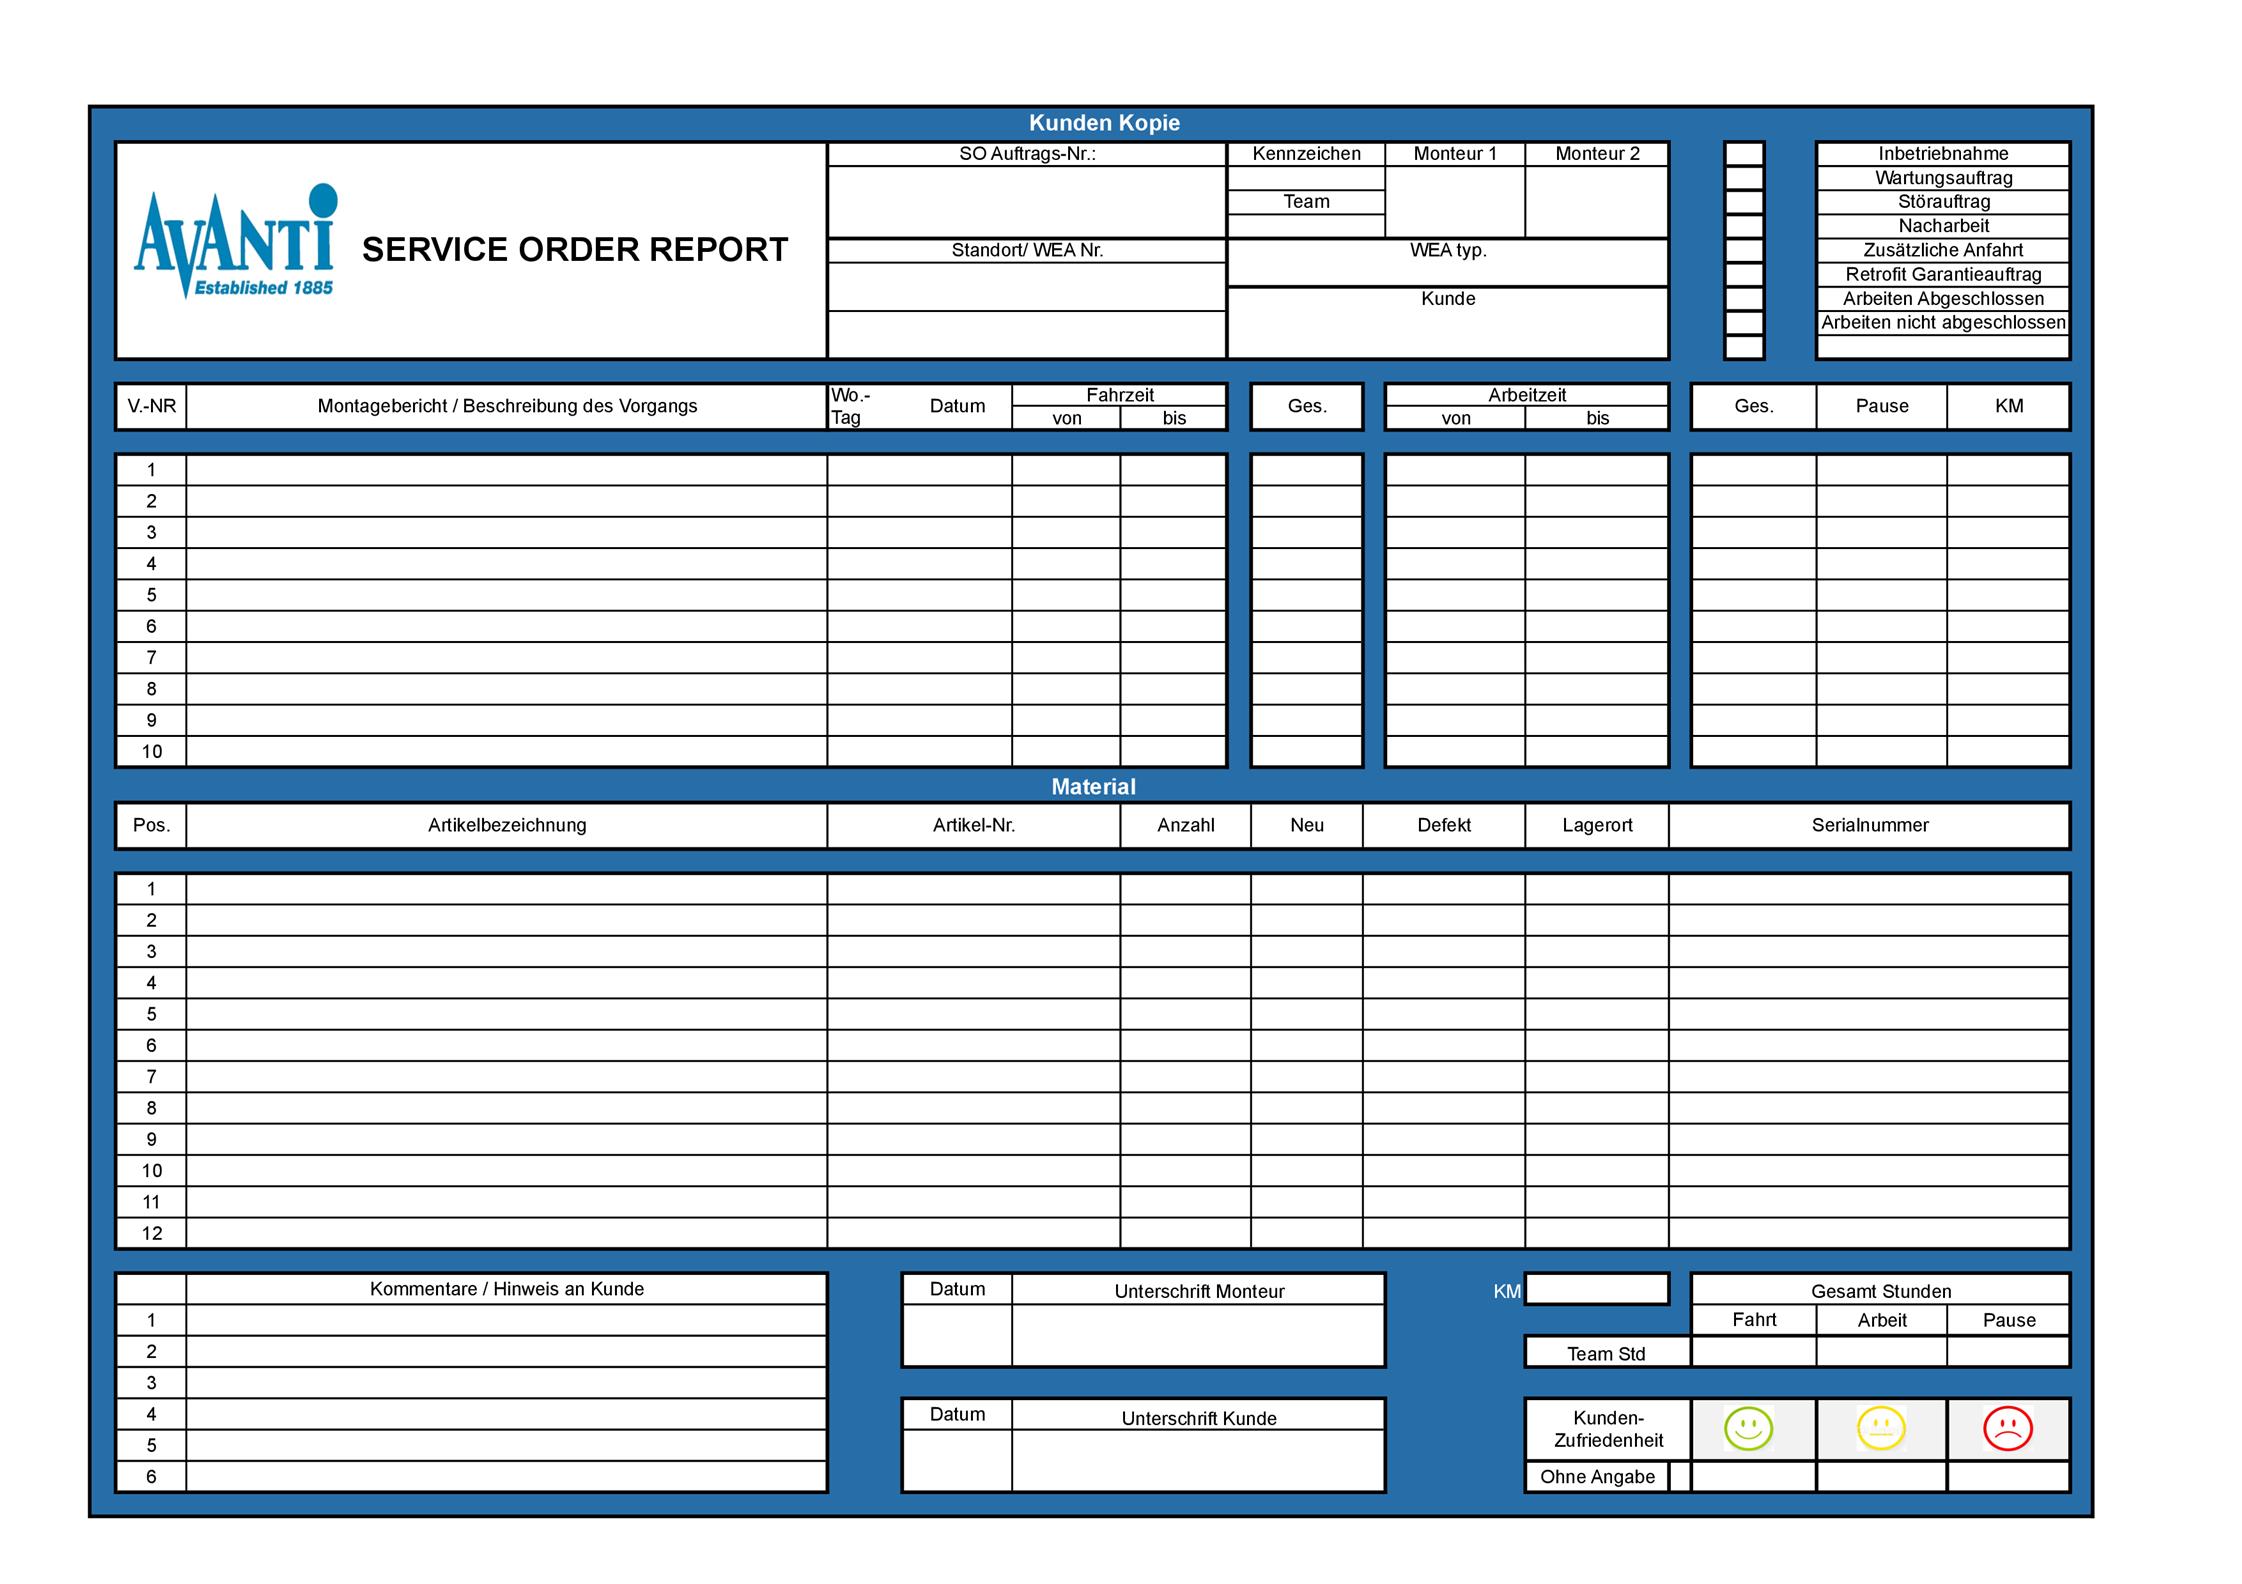 Kunden Kopie
AVANTi
Established 1885
SERVICE ORDER REPORT
SO Auftrags-Nr.:
Kennzeichen Monteur 1 Monteur 2
Team
Standort/ WEA Nr.
WEA typ.
Kunde
Inbetriebnahme
Wartungsauftrag
Störauftrag
Nacharbeit
Zusätzliche Anfahrt
Retrofit Garantieauftrag
Arbeiten Abgeschlossen
Arbeiten nicht abgeschlossen
V.-NR Montagebericht / Beschreibung des Vorgangs
Wo.-
Tag
Datum
Fahrzeit
von bis
Ges.
Arbeitzeit
von bis
Ges. Pause KM
1
2
3
4
5
6
7
8
9
10
Material
Pos. Artikelbezeichnung Artikel-Nr. Anzahl Neu Defekt Lagerort Serialnummer
1
2
3
4
5
6
7
8
9
10
11
12
Kommentare / Hinweis an Kunde
1
2
3
4
5
6
Datum Unterschrift Monteur
Datum Unterschrift Kunde
KM
Gesamt Stunden
Fahrt Arbeit Pause
Team Std
Kunden-
Zufriedenheit
Ohne Angabe